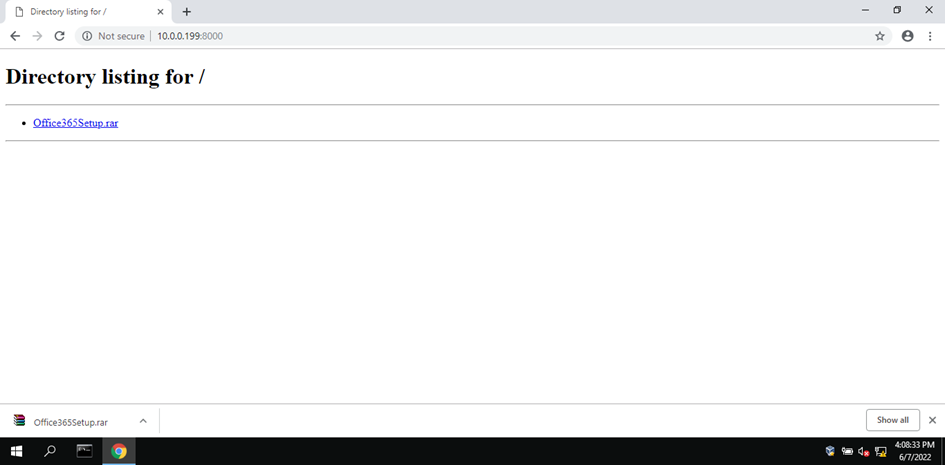 Directory listing for /
Not secure | 10.0.0.199:8000
Directory listing for /
Office365Setup.rar
Office365Setup.rar
Show all
4:08:33 PM
6/7/2022